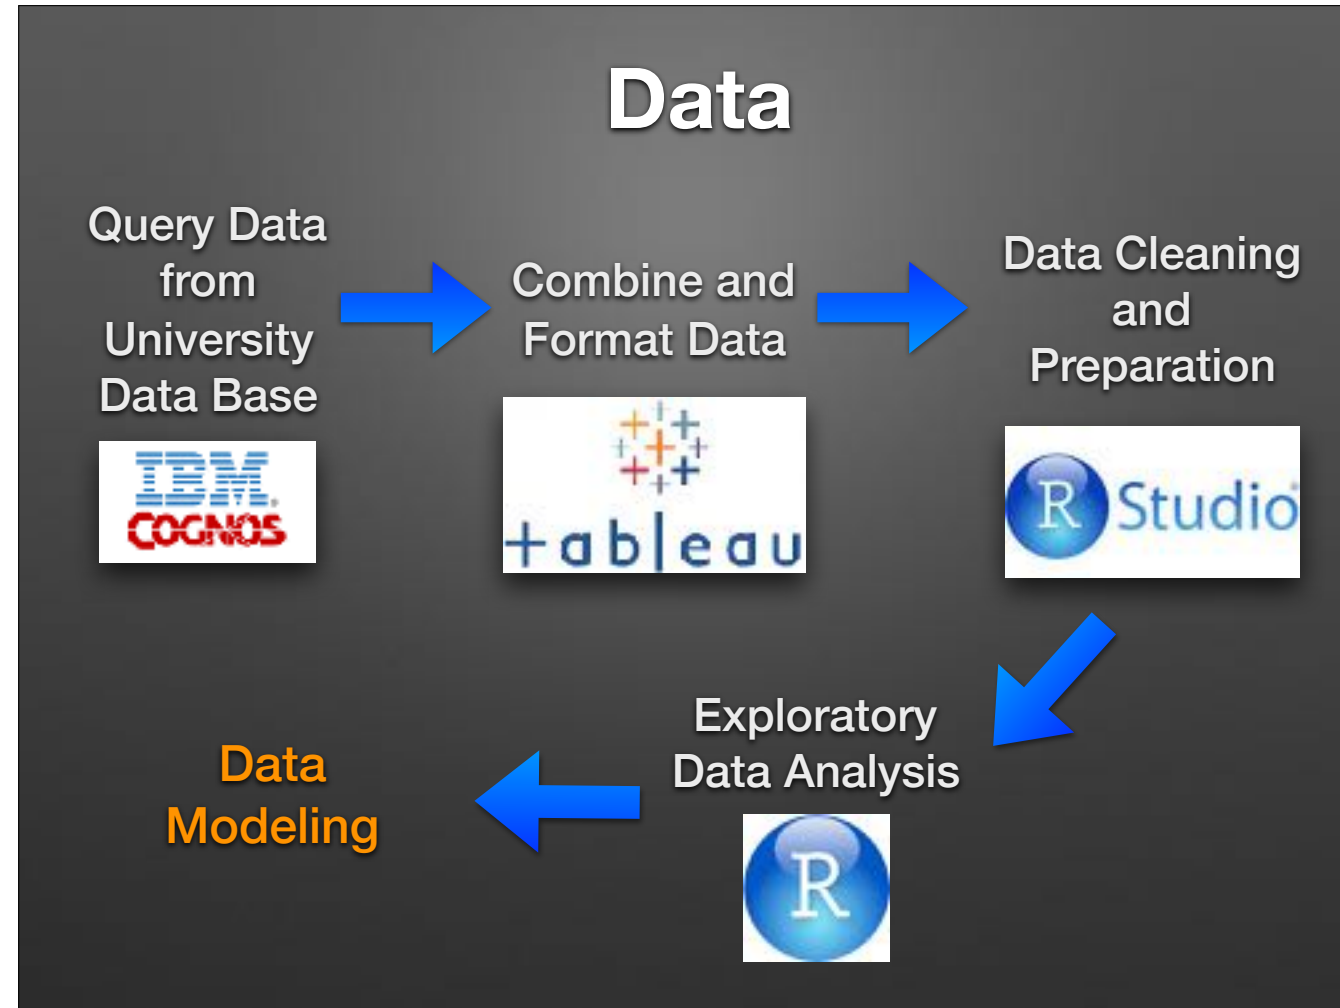 Data
Query Data
from
University
Data Base
IBM.
COGNOS
Combine and
Format Data
+ableau
Data Cleaning
and
Preparation
R Studio
Exploratory
Data Analysis
R
Data
Modeling